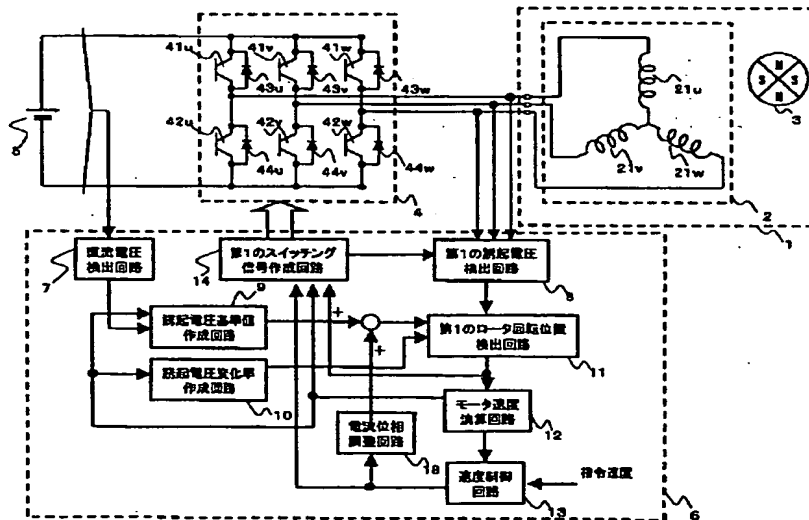 41u
41v
41w
43u
43v
43w
42u
42v
42w
44u
44v
44w
4
5
21u
21v
21w
S
N
S
N
3
2
1
直流電圧
検出回路
7
第1のスイッチング
信号作成回路
14
第1の誘起電圧
検出回路
8
9
誘起電圧基準値
作成回路
+
+
第1のロータ回転位置
検出回路
11
誘起電圧変化率
作成回路
10
モータ速度
演算回路
12
電流位相
調整回路
18
速度制御
回路
13
指令速度
6